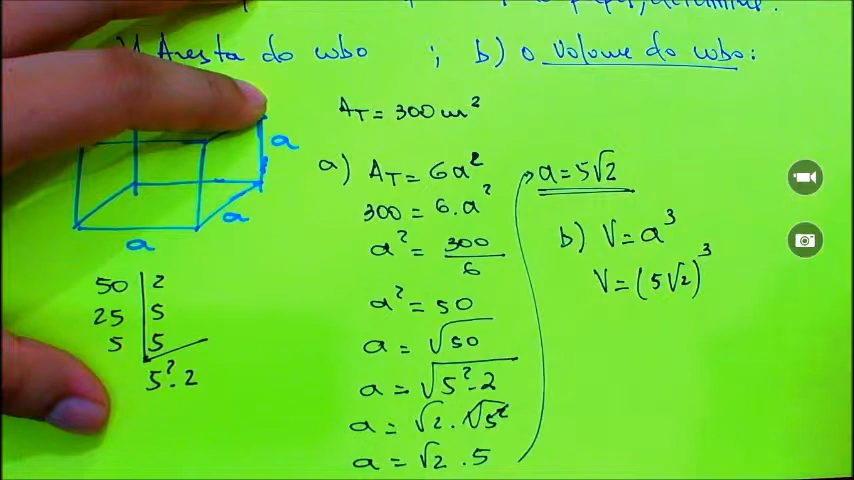 Aresta do cubo ; b) o volume do cubo:
A_T = 300 m²
a
a
a
a) A_T = 6a²
300 = 6.a²
a² = 300/6
a² = 50
a = √50
a = √5².2
a = √2 . √5²
a = √2 . 5
50 | 2
25 | 5
5 | 5
5².2
a = 5√2
b) V = a³
V = (5√2)³